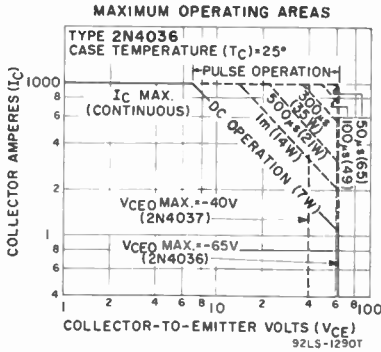 MAXIMUM OPERATING AREAS
TYPE 2N4036
CASE TEMPERATURE (TC)=25°
PULSE OPERATION
IC MAX.
(CONTINUOUS)
DC OPERATION (7W)
1m (14W)
500µs (21W)
300µs
(35W)
100µs(49)
50µs(65)
VCEO MAX.=-40V
(2N4037)
VCEO MAX.=-65V
(2N4036)
COLLECTOR AMPERES (IC)
1000
8
6
4
2
10
8
6
4
2
1
8
6
4
1
2
4
6
8
10
2
4
6
8
100
COLLECTOR-TO-EMITTER VOLTS (VCE)
92LS-1290T